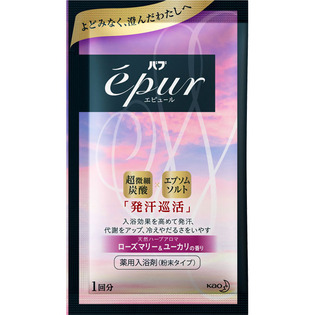 よどみなく、澄んだわたしへ
バブ
épur
エピュール
超微細
炭酸
エプソム
ソルト
「発汗巡活」
入浴効果を高めて発汗、
代謝をアップ、冷えやだるさをいやす
天然ハーブアロマ
ローズマリー&ユーカリの香り
薬用入浴剤(粉末タイプ)
1回分
Kao